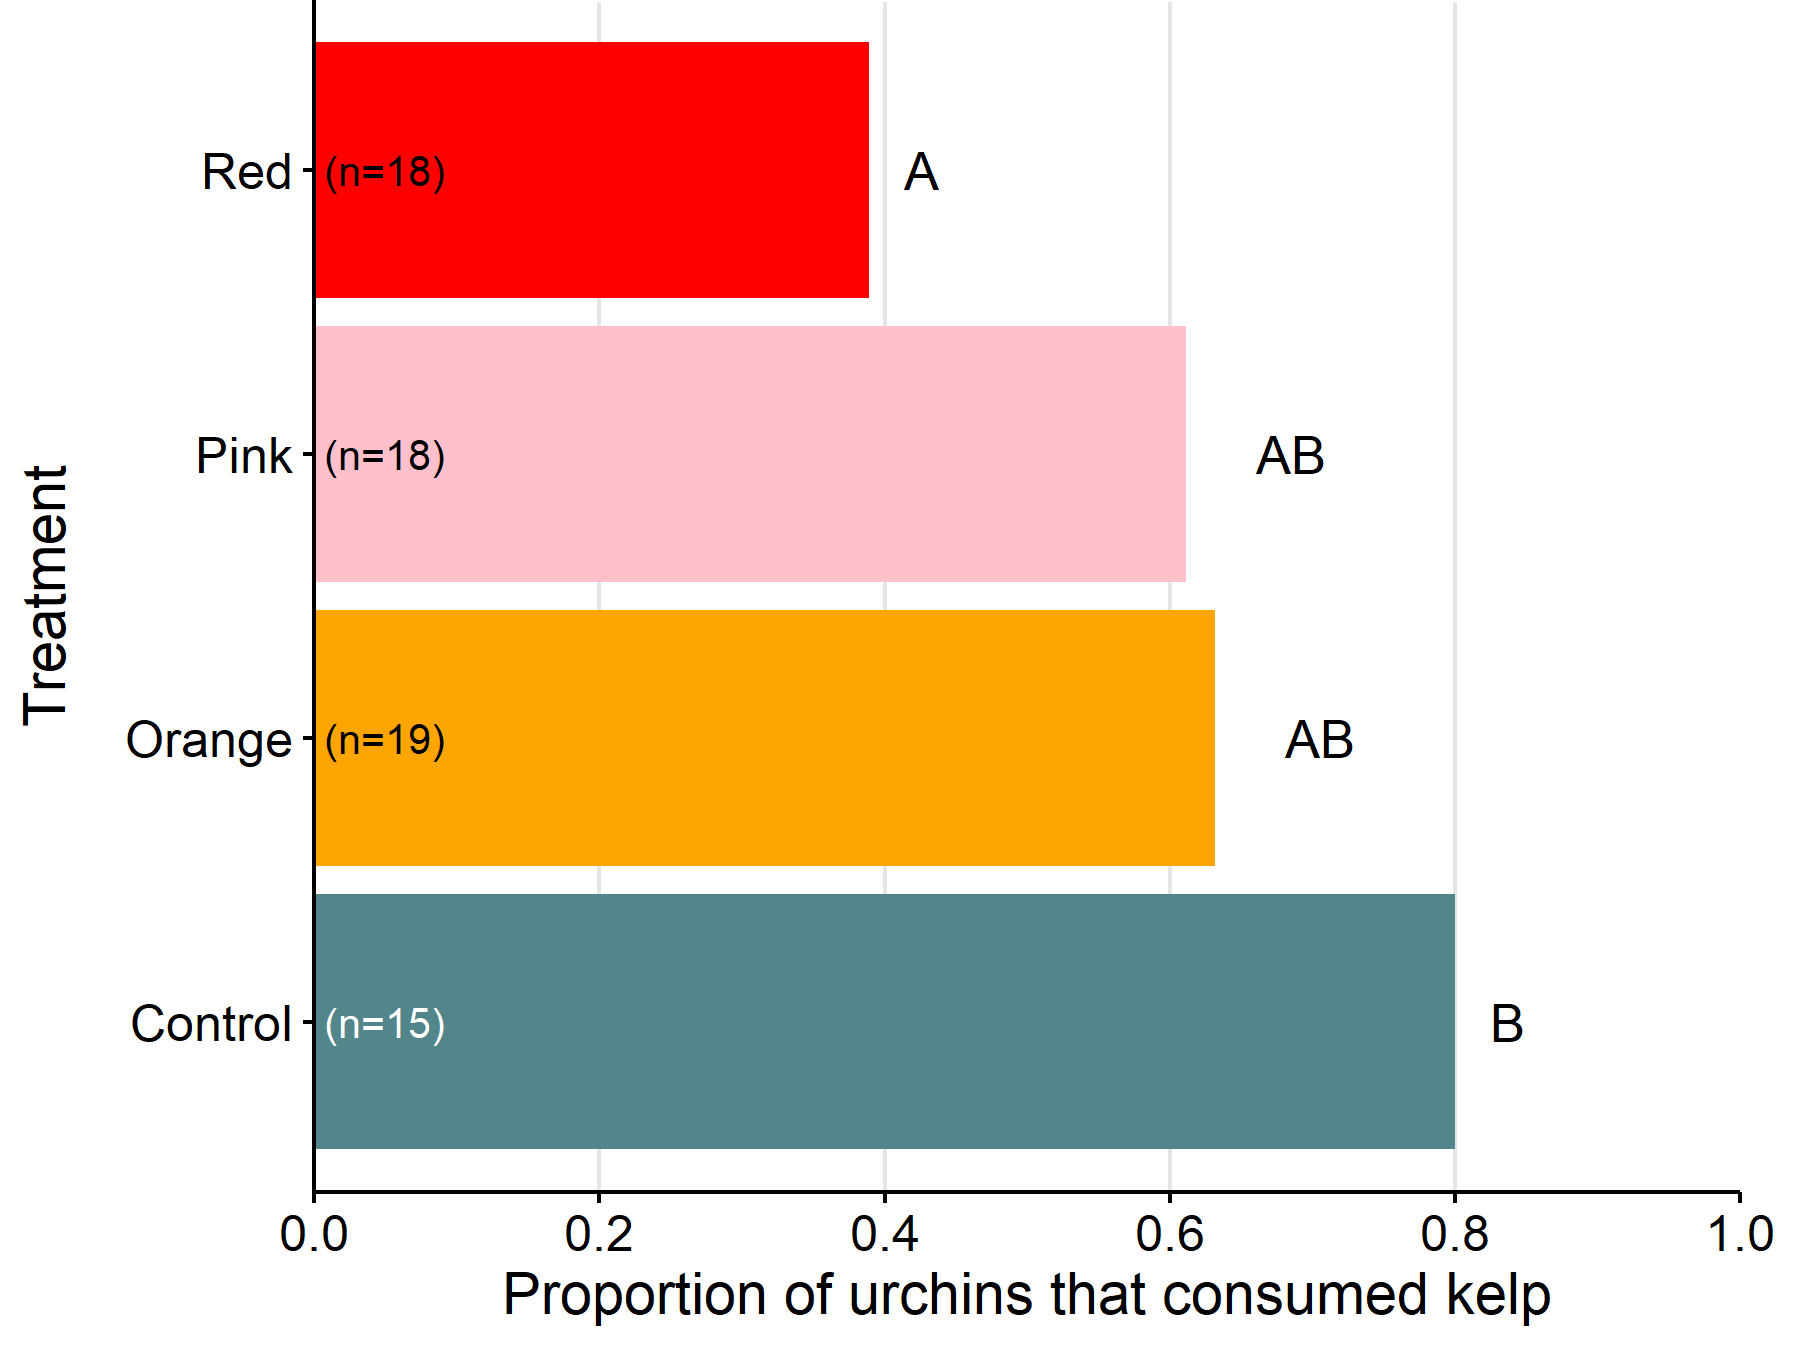 Treatment
Red
(n=18)
A
Pink
(n=18)
AB
Orange
(n=19)
AB
Control
(n=15)
B
0.0 0.2 0.4 0.6 0.8 1.0
Proportion of urchins that consumed kelp